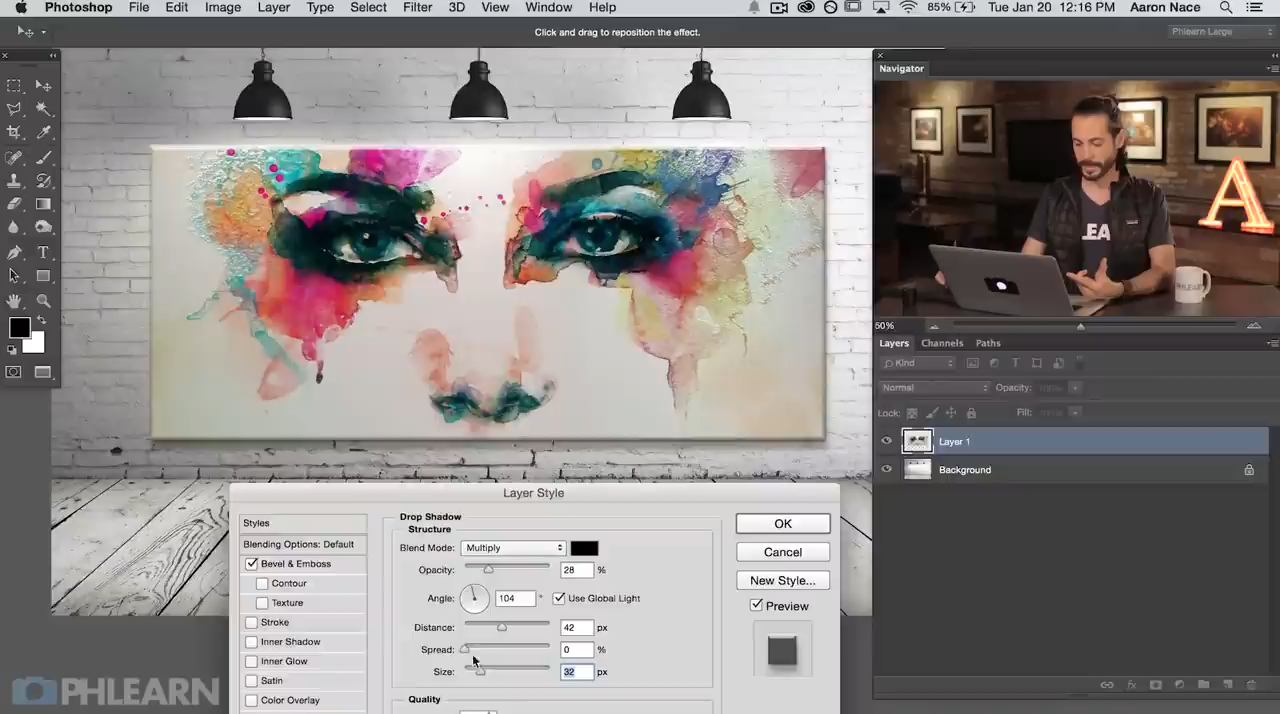 Photoshop File Edit Image Layer Type Select Filter 3D View Window Help 85% Tue Jan 20 12:16 PM Aaron Nace
Click and drag to reposition the effect.
Phlearn Large
Navigator
LEA
PHLEARN
A
50%
Layers Channels Paths
Kind
Normal Opacity:
Lock: Fill:
Layer 1
Background
Layer Style
Styles
Blending Options: Default
Bevel & Emboss
Contour
Texture
Stroke
Inner Shadow
Inner Glow
Satin
Color Overlay
Drop Shadow
Structure
Blend Mode: Multiply
Opacity: 28 %
Angle: 104 ° Use Global Light
Distance: 42 px
Spread: 0 %
Size: 32 px
Quality
OK
Cancel
New Style...
Preview
PHLEARN